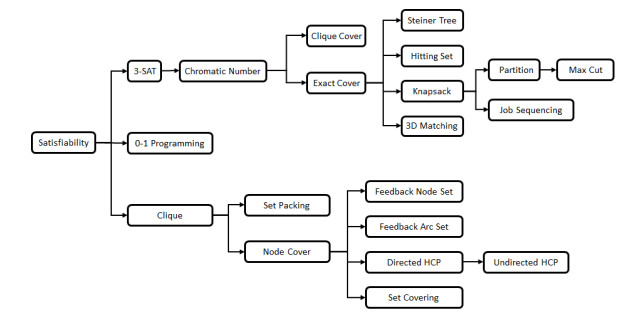 Steiner Tree
Clique Cover
Hitting Set
3-SAT
Chromatic Number
Partition
Max Cut
Exact Cover
Knapsack
Job Sequencing
3D Matching
Satisfiability
0-1 Programming
Feedback Node Set
Set Packing
Clique
Feedback Arc Set
Node Cover
Directed HCP
Undirected HCP
Set Covering